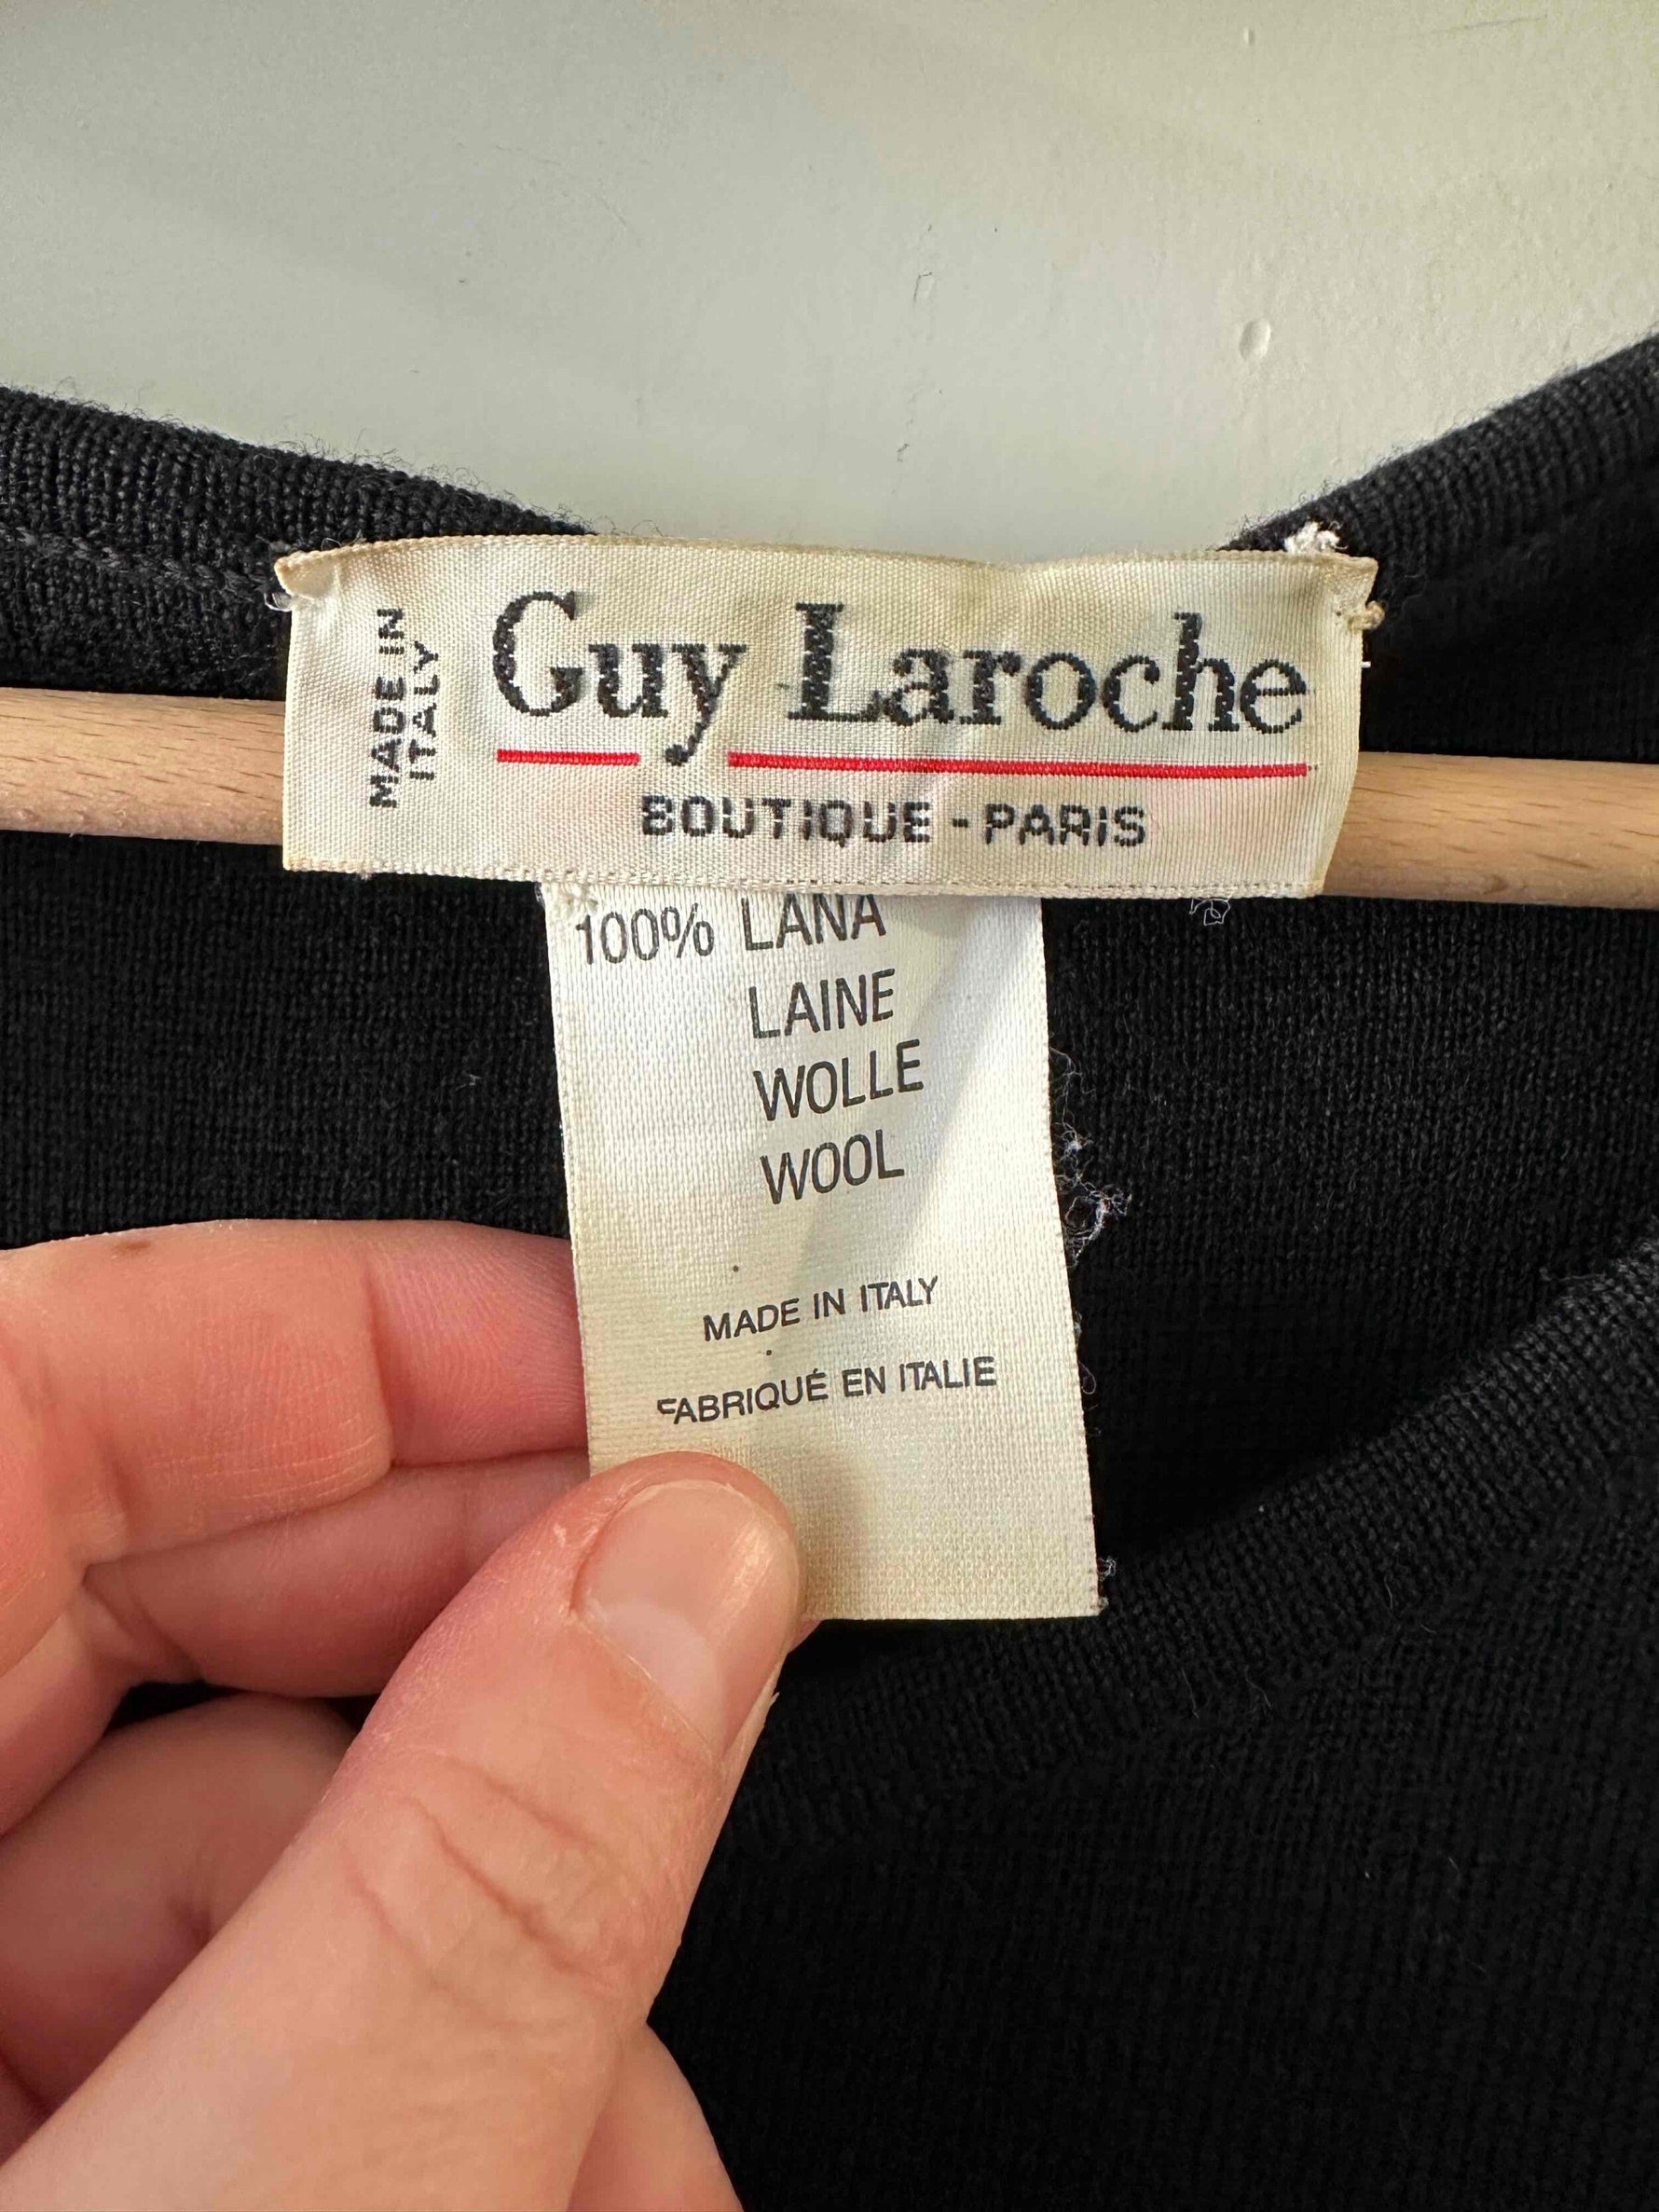 MADE IN
ITALY
Guy Laroche
BOUTIQUE - PARIS
100% LANA
LAINE
WOLLE
WOOL
MADE IN ITALY
FABRIQUÉ EN ITALIE